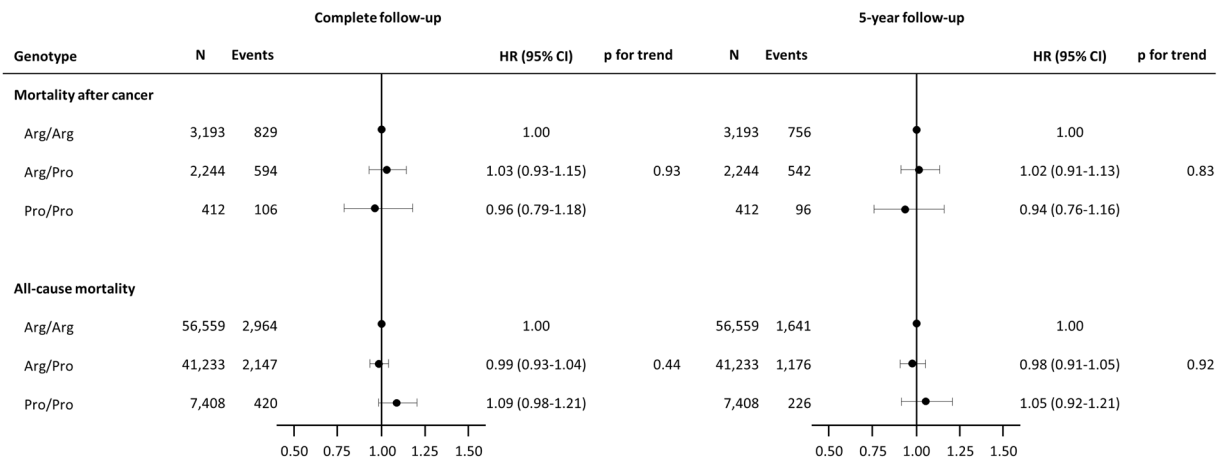 Complete follow-up 5-year follow-up
Genotype N Events HR (95% CI) p for trend N Events HR (95% CI) p for trend
Mortality after cancer
Arg/Arg 3,193 829 1.00 3,193 756 1.00
Arg/Pro 2,244 594 1.03 (0.93-1.15) 0.93 2,244 542 1.02 (0.91-1.13) 0.83
Pro/Pro 412 106 0.96 (0.79-1.18) 412 96 0.94 (0.76-1.16)
All-cause mortality
Arg/Arg 56,559 2,964 1.00 56,559 1,641 1.00
Arg/Pro 41,233 2,147 0.99 (0.93-1.04) 0.44 41,233 1,176 0.98 (0.91-1.05) 0.92
Pro/Pro 7,408 420 1.09 (0.98-1.21) 7,408 226 1.05 (0.92-1.21)
0.50 0.75 1.00 1.25 1.50 0.50 0.75 1.00 1.25 1.50